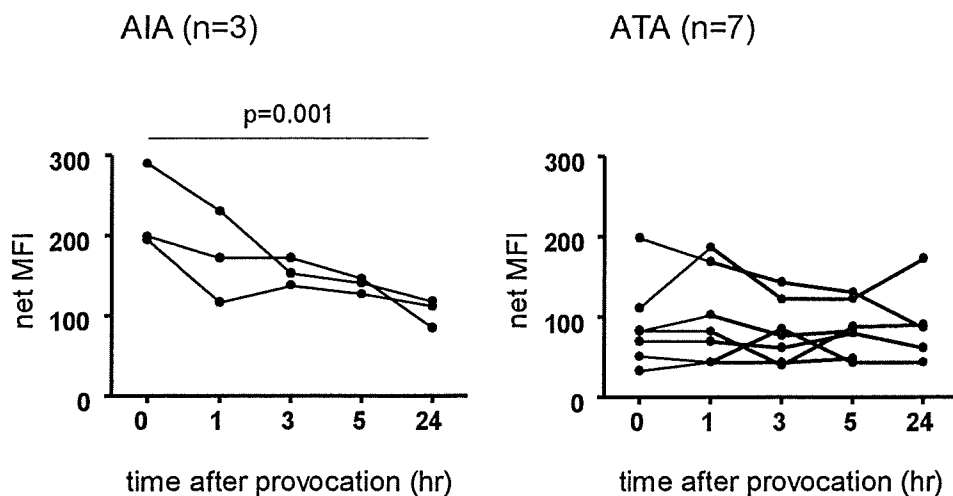 AIA (n=3)
p=0.001
300
200
100
0
net MFI
0 1 3 5 24
time after provocation (hr)
ATA (n=7)
300
200
100
0
net MFI
0 1 3 5 24
time after provocation (hr)